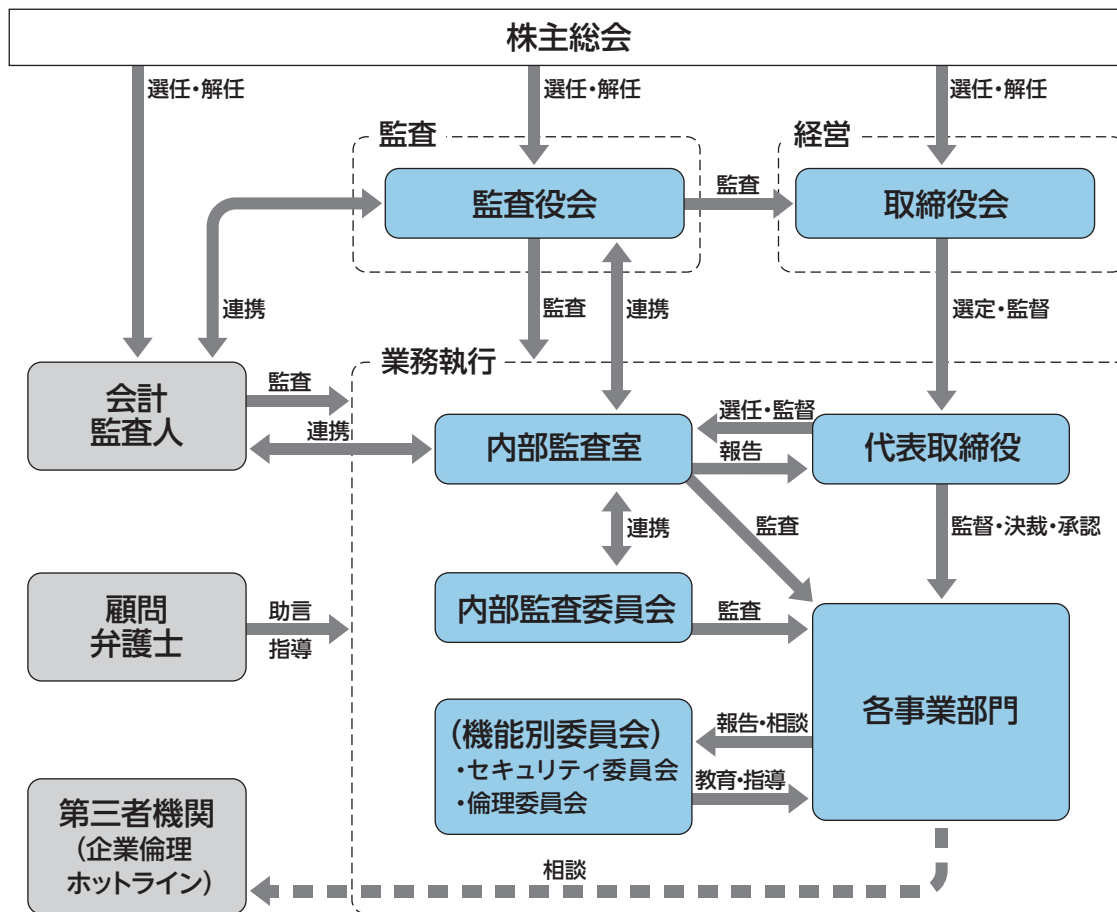 株主総会
選任・解任
選任・解任
選任・解任
監査
経営
監査役会
監査
取締役会
連携
監査
連携
選定・監督
業務執行
会計
監査人
監査
連携
内部監査室
選任・監督
報告
代表取締役
連携
監査
監督・決裁・承認
顧問
弁護士
助言
指導
内部監査委員会
監査
各事業部門
(機能別委員会)
・セキュリティ委員会
・倫理委員会
報告・相談
教育・指導
第三者機関
(企業倫理
ホットライン)
相談